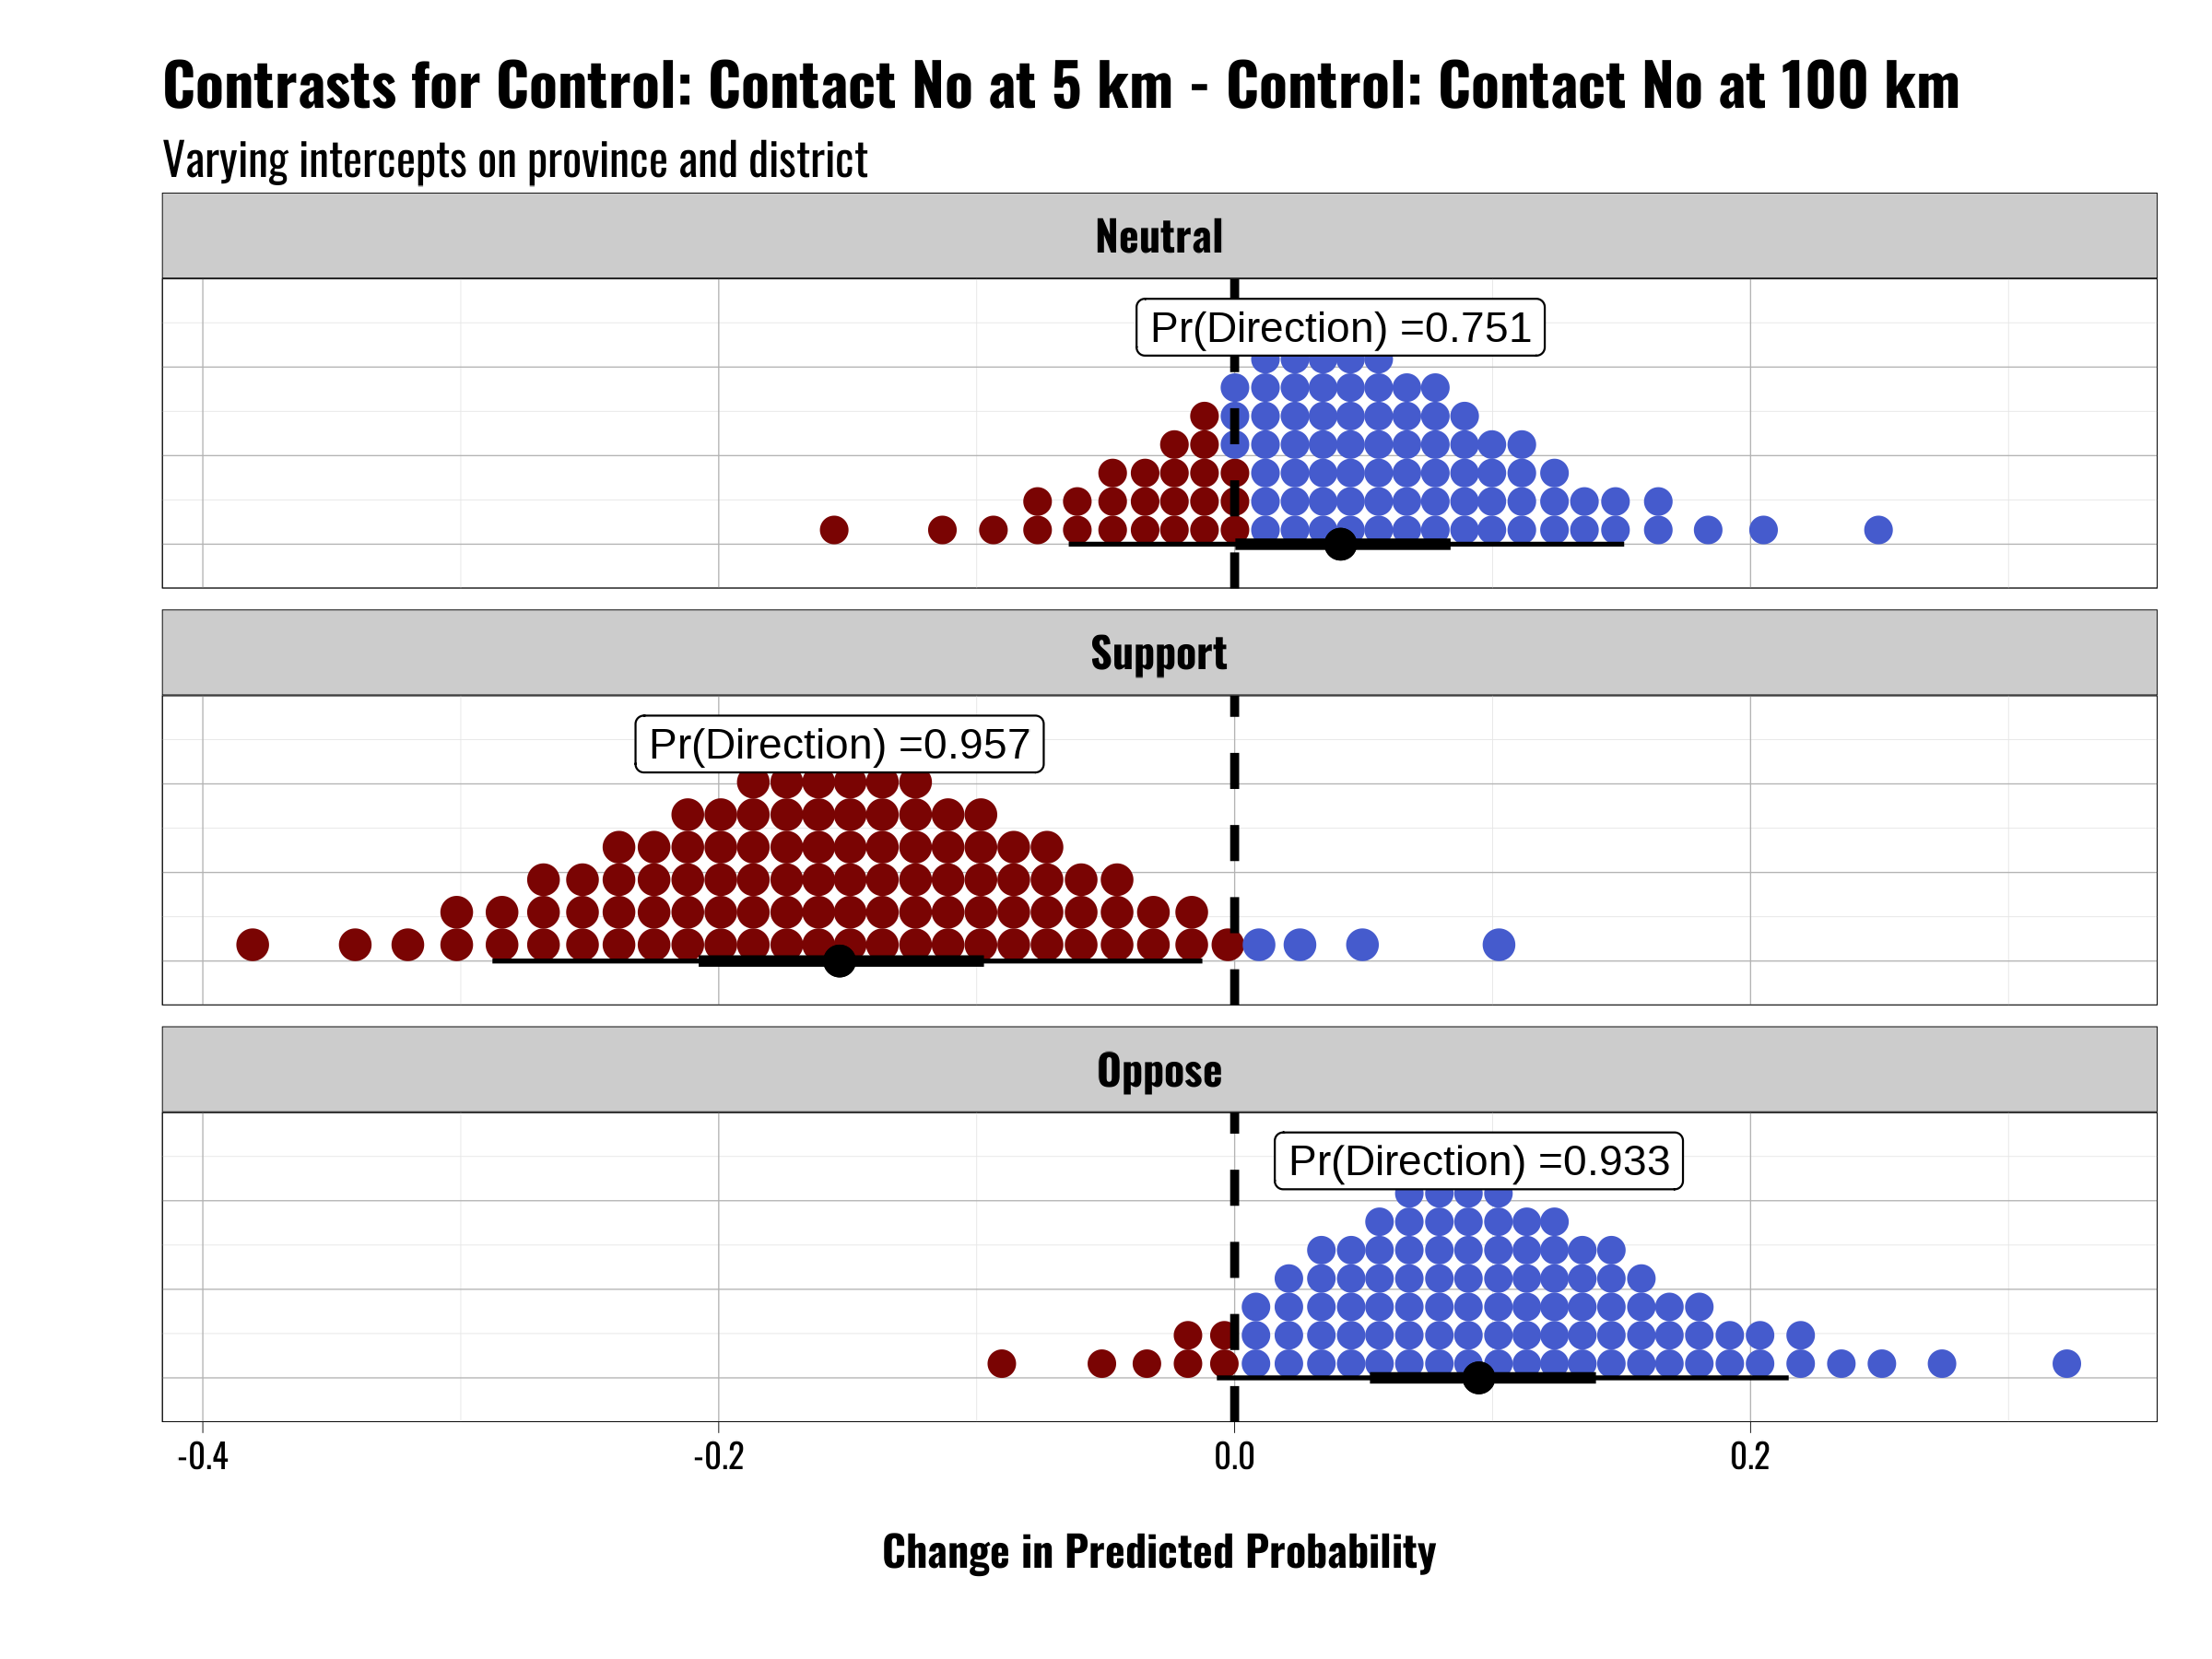 Contrasts for Control: Contact No at 5 km - Control: Contact No at 100 km
Varying intercepts on province and district
Neutral
Pr(Direction) =0.751
Support
Pr(Direction) =0.957
Oppose
Pr(Direction) =0.933
-0.4 -0.2 0.0 0.2
Change in Predicted Probability